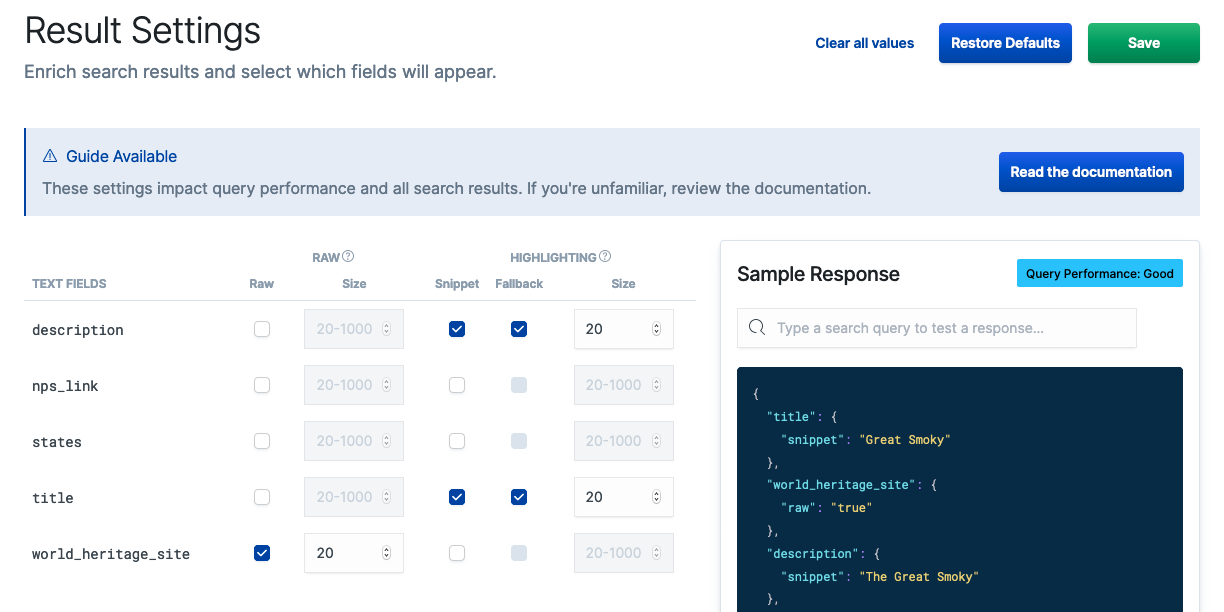 Result Settings
Enrich search results and select which fields will appear.
Clear all values
Restore Defaults
Save
Guide Available
These settings impact query performance and all search results. If you're unfamiliar, review the documentation.
Read the documentation
RAW ? HIGHLIGHTING ?
TEXT FIELDS Raw Size Snippet Fallback Size
description 20-1000 20
nps_link 20-1000 20-1000
states 20-1000 20-1000
title 20-1000 20
world_heritage_site 20 20-1000
Sample Response
Query Performance: Good
Type a search query to test a response...
{
"title": {
"snippet": "Great Smoky"
},
"world_heritage_site": {
"raw": "true"
},
"description": {
"snippet": "The Great Smoky"
},